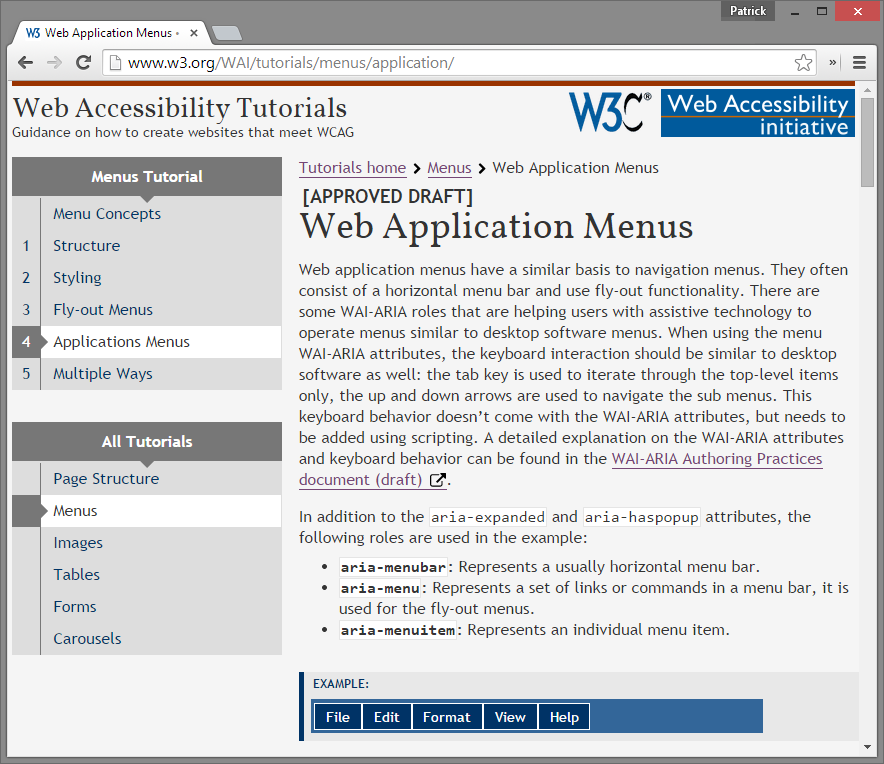 Patrick
W3 Web Application Menus •
www.w3.org/WAI/tutorials/menus/application/
Web Accessibility Tutorials
Guidance on how to create websites that meet WCAG
W3C®
Web Accessibility
initiative
Menus Tutorial
Menu Concepts
1 Structure
2 Styling
3 Fly-out Menus
4 Applications Menus
5 Multiple Ways
All Tutorials
Page Structure
Menus
Images
Tables
Forms
Carousels
Tutorials home > Menus > Web Application Menus
[APPROVED DRAFT]
Web Application Menus
Web application menus have a similar basis to navigation menus. They often
consist of a horizontal menu bar and use fly-out functionality. There are
some WAI-ARIA roles that are helping users with assistive technology to
operate menus similar to desktop software menus. When using the menu
WAI-ARIA attributes, the keyboard interaction should be similar to desktop
software as well: the tab key is used to iterate through the top-level items
only, the up and down arrows are used to navigate the sub menus. This
keyboard behavior doesn’t come with the WAI-ARIA attributes, but needs to
be added using scripting. A detailed explanation on the WAI-ARIA attributes
and keyboard behavior can be found in the WAI-ARIA Authoring Practices
document (draft).
In addition to the aria-expanded and aria-haspopup attributes, the
following roles are used in the example:
• aria-menubar: Represents a usually horizontal menu bar.
• aria-menu: Represents a set of links or commands in a menu bar, it is
used for the fly-out menus.
• aria-menuitem: Represents an individual menu item.
EXAMPLE:
File Edit Format View Help